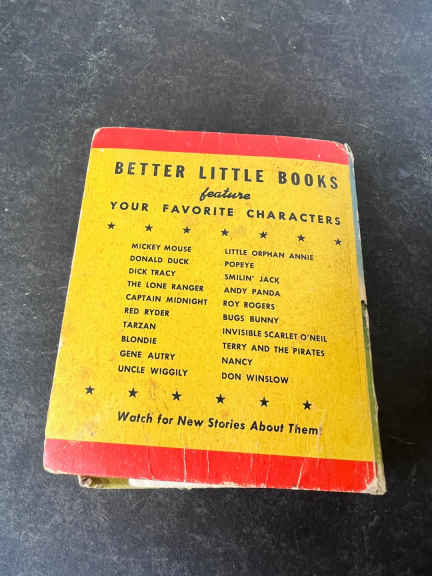 BETTER LITTLE BOOKS
feature
YOUR FAVORITE CHARACTERS
MICKEY MOUSE
DONALD DUCK
DICK TRACY
THE LONE RANGER
CAPTAIN MIDNIGHT
RED RYDER
TARZAN
BLONDIE
GENE AUTRY
UNCLE WIGGILY
LITTLE ORPHAN ANNIE
POPEYE
SMILIN' JACK
ANDY PANDA
ROY ROGERS
BUGS BUNNY
INVISIBLE SCARLET O'NEIL
TERRY AND THE PIRATES
NANCY
DON WINSLOW
Watch for New Stories About Them!